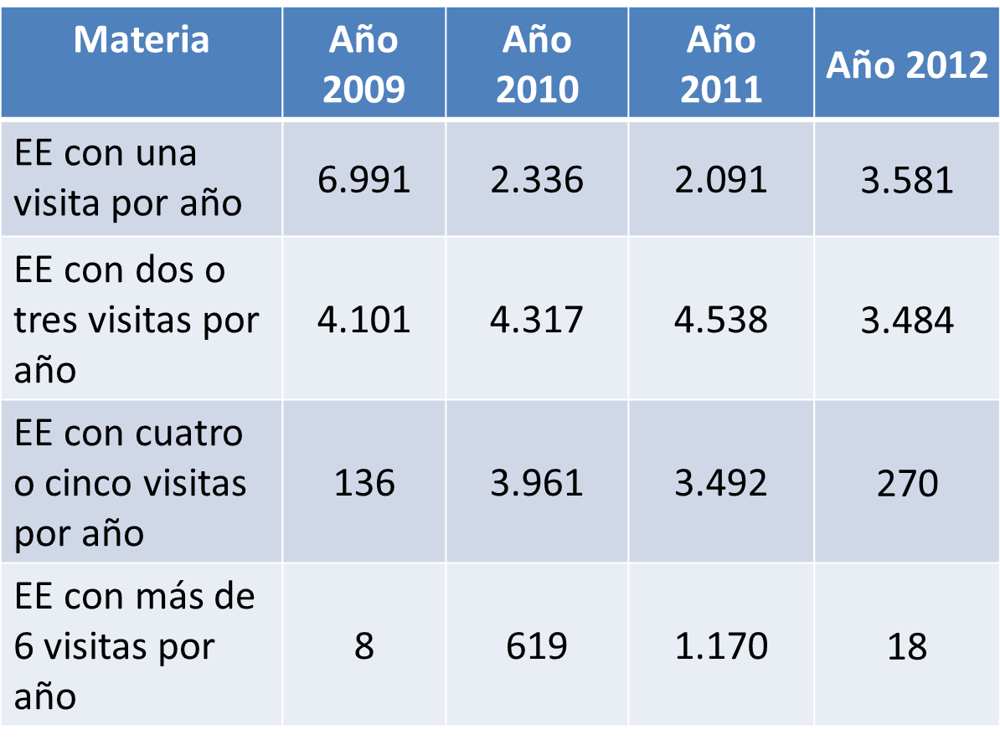 Materia
Año
2009
Año
2010
Año
2011
Año 2012
EE con una
visita por año
6.991
2.336
2.091
3.581
EE con dos o
tres visitas por
año
4.101
4.317
4.538
3.484
EE con cuatro
o cinco visitas
por año
136
3.961
3.492
270
EE con más de
6 visitas por
año
8
619
1.170
18